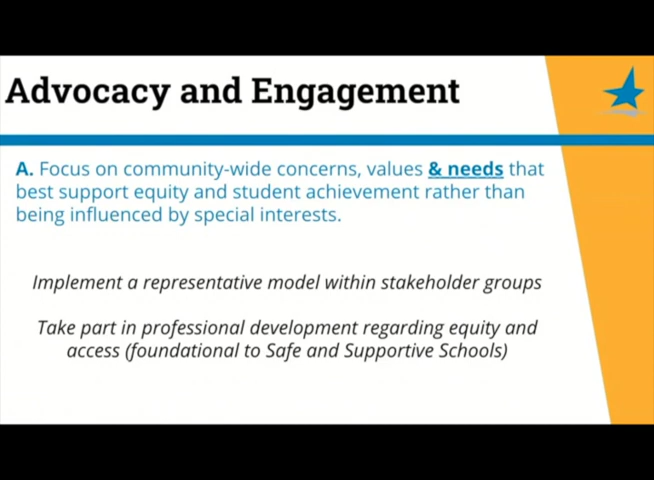 Advocacy and Engagement
A. Focus on community-wide concerns, values & needs that
best support equity and student achievement rather than
being influenced by special interests.
Implement a representative model within stakeholder groups
Take part in professional development regarding equity and
access (foundational to Safe and Supportive Schools)